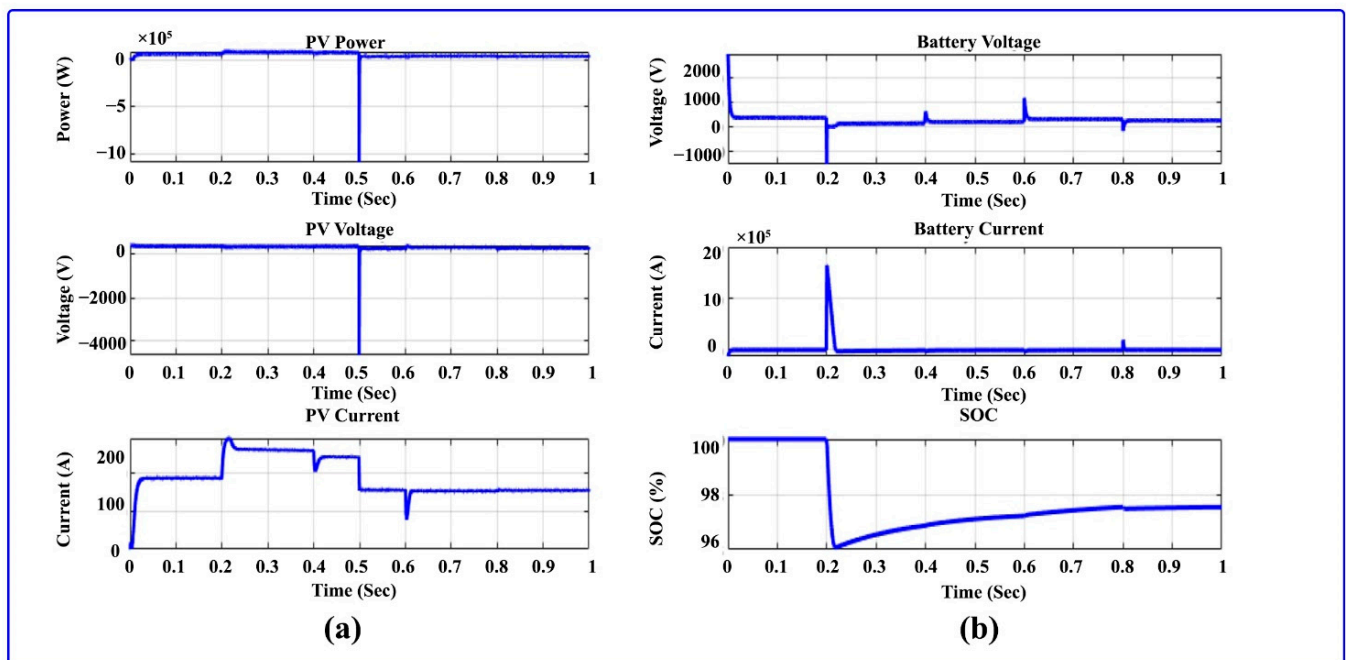 PV Power
×10⁵
0
−5
−10
Power (W)
0 0.1 0.2 0.3 0.4 0.5 0.6 0.7 0.8 0.9 1
Time (Sec)
PV Voltage
0
−2000
−4000
Voltage (V)
0 0.1 0.2 0.3 0.4 0.5 0.6 0.7 0.8 0.9 1
Time (Sec)
PV Current
200
100
0
Current (A)
0 0.1 0.2 0.3 0.4 0.5 0.6 0.7 0.8 0.9 1
Time (Sec)
(a)
Battery Voltage
2000
1000
0
−1000
Voltage (V)
0 0.1 0.2 0.3 0.4 0.5 0.6 0.7 0.8 0.9 1
Time (Sec)
Battery Current
×10⁵
20
10
0
Current (A)
0 0.1 0.2 0.3 0.4 0.5 0.6 0.7 0.8 0.9 1
Time (Sec)
SOC
100
98
96
SOC (%)
0 0.1 0.2 0.3 0.4 0.5 0.6 0.7 0.8 0.9 1
Time (Sec)
(b)